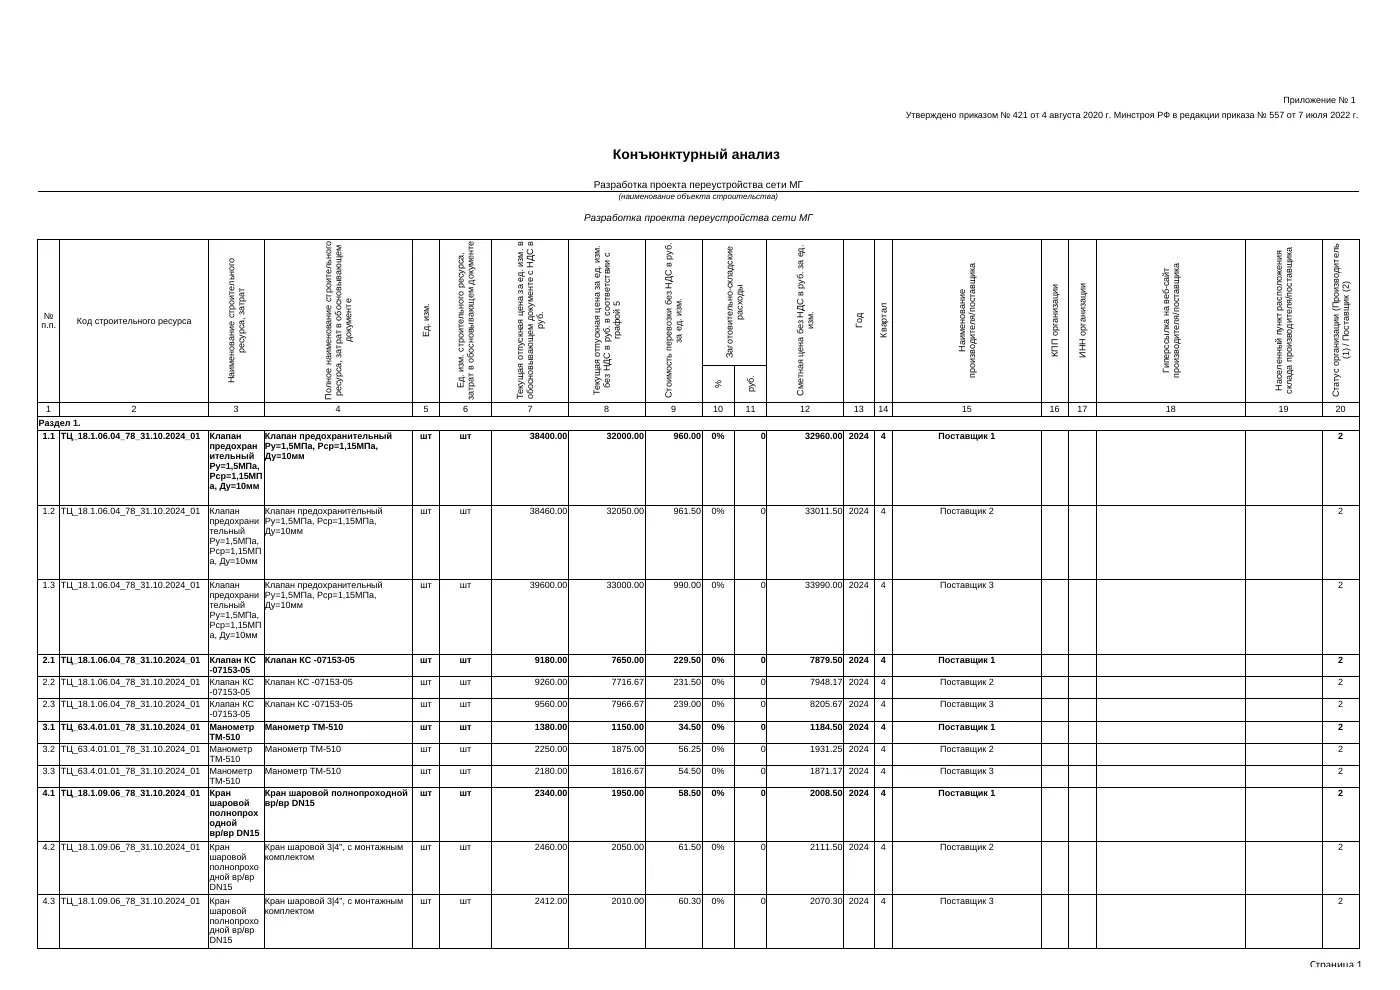 Приложение № 1
Утверждено приказом № 421 от 4 августа 2020 г. Минстроя РФ в редакции приказа № 557 от 7 июля 2022 г.
Конъюнктурный анализ
Разработка проекта переустройства сети МГ
(наименование объекта строительства)
Разработка проекта переустройства сети МГ
№ п.п.
Код строительного ресурса
Наименование строительного ресурса, затрат
Полное наименование строительного ресурса, затрат в обосновывающем документе
Ед. изм.
Ед. изм. строительного ресурса, затрат в обосновывающем документе
Текущая отпускная цена за ед. изм. в обосновывающем документе с НДС в руб.
Текущая отпускная цена за ед. изм. без НДС в руб. в соответствии с графой 5
Стоимость перевозки без НДС в руб. за ед. изм.
Заготовительно-складские расходы
%
руб.
Сметная цена без НДС в руб. за ед. изм.
Год
Квартал
Наименование производителя/поставщика
КПП организации
ИНН организации
Гиперссылка на веб-сайт производителя/поставщика
Населенный пункт расположения склада производителя/поставщика
Статус организации (Производитель (1) / Поставщик (2)
1 2 3 4 5 6 7 8 9 10 11 12 13 14 15 16 17 18 19 20
Раздел 1.
1.1 ТЦ_18.1.06.04_78_31.10.2024_01 Клапан Клапан предохранительный шт шт 38400.00 32000.00 960.00 0% 0 32960.00 2024 4 Поставщик 1 2
предохран Ру=1,5МПа, Рср=1,15МПа,
ительный Ду=10мм
Ру=1,5МПа,
Рср=1,15МП
а, Ду=10мм
1.2 ТЦ_18.1.06.04_78_31.10.2024_01 Клапан Клапан предохранительный шт шт 38460.00 32050.00 961.50 0% 0 33011.50 2024 4 Поставщик 2 2
предохрани Ру=1,5МПа, Рср=1,15МПа,
тельный Ду=10мм
Ру=1,5МПа,
Рср=1,15МП
а, Ду=10мм
1.3 ТЦ_18.1.06.04_78_31.10.2024_01 Клапан Клапан предохранительный шт шт 39600.00 33000.00 990.00 0% 0 33990.00 2024 4 Поставщик 3 2
предохрани Ру=1,5МПа, Рср=1,15МПа,
тельный Ду=10мм
Ру=1,5МПа,
Рср=1,15МП
а, Ду=10мм
2.1 ТЦ_18.1.06.04_78_31.10.2024_01 Клапан КС Клапан КС -07153-05 шт шт 9180.00 7650.00 229.50 0% 0 7879.50 2024 4 Поставщик 1 2
-07153-05
2.2 ТЦ_18.1.06.04_78_31.10.2024_01 Клапан КС Клапан КС -07153-05 шт шт 9260.00 7716.67 231.50 0% 0 7948.17 2024 4 Поставщик 2 2
-07153-05
2.3 ТЦ_18.1.06.04_78_31.10.2024_01 Клапан КС Клапан КС -07153-05 шт шт 9560.00 7966.67 239.00 0% 0 8205.67 2024 4 Поставщик 3 2
-07153-05
3.1 ТЦ_63.4.01.01_78_31.10.2024_01 Манометр Манометр ТМ-510 шт шт 1380.00 1150.00 34.50 0% 0 1184.50 2024 4 Поставщик 1 2
ТМ-510
3.2 ТЦ_63.4.01.01_78_31.10.2024_01 Манометр Манометр ТМ-510 шт шт 2250.00 1875.00 56.25 0% 0 1931.25 2024 4 Поставщик 2 2
ТМ-510
3.3 ТЦ_63.4.01.01_78_31.10.2024_01 Манометр Манометр ТМ-510 шт шт 2180.00 1816.67 54.50 0% 0 1871.17 2024 4 Поставщик 3 2
ТМ-510
4.1 ТЦ_18.1.09.06_78_31.10.2024_01 Кран Кран шаровой полнопроходной шт шт 2340.00 1950.00 58.50 0% 0 2008.50 2024 4 Поставщик 1 2
шаровой вр/вр DN15
полнопрох
одной
вр/вр DN15
4.2 ТЦ_18.1.09.06_78_31.10.2024_01 Кран Кран шаровой 3|4", с монтажным шт шт 2460.00 2050.00 61.50 0% 0 2111.50 2024 4 Поставщик 2 2
шаровой комплектом
полнопрохо
дной вр/вр
DN15
4.3 ТЦ_18.1.09.06_78_31.10.2024_01 Кран Кран шаровой 3|4", с монтажным шт шт 2412.00 2010.00 60.30 0% 0 2070.30 2024 4 Поставщик 3 2
шаровой комплектом
полнопрохо
дной вр/вр
DN15
Страница 1